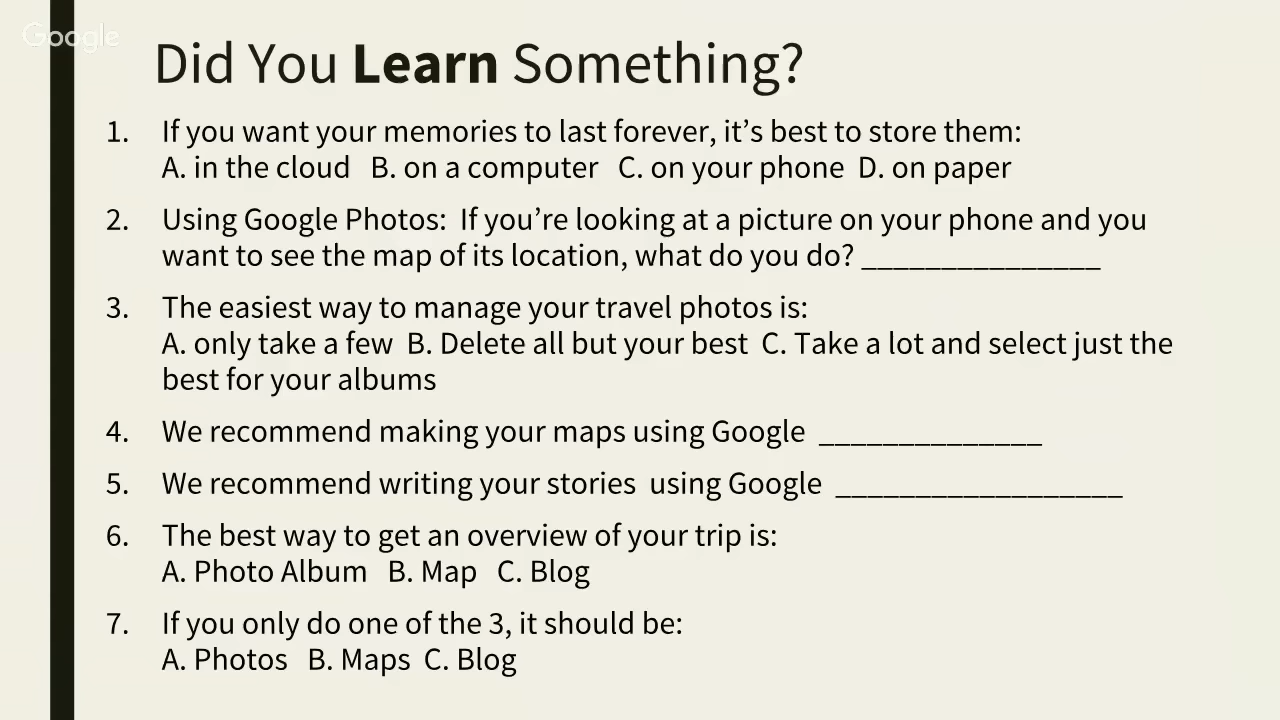 Google
Did You Learn Something?
1. If you want your memories to last forever, it’s best to store them:
A. in the cloud B. on a computer C. on your phone D. on paper
2. Using Google Photos: If you’re looking at a picture on your phone and you
want to see the map of its location, what do you do? _______________
3. The easiest way to manage your travel photos is:
A. only take a few B. Delete all but your best C. Take a lot and select just the
best for your albums
4. We recommend making your maps using Google ______________
5. We recommend writing your stories using Google __________________
6. The best way to get an overview of your trip is:
A. Photo Album B. Map C. Blog
7. If you only do one of the 3, it should be:
A. Photos B. Maps C. Blog